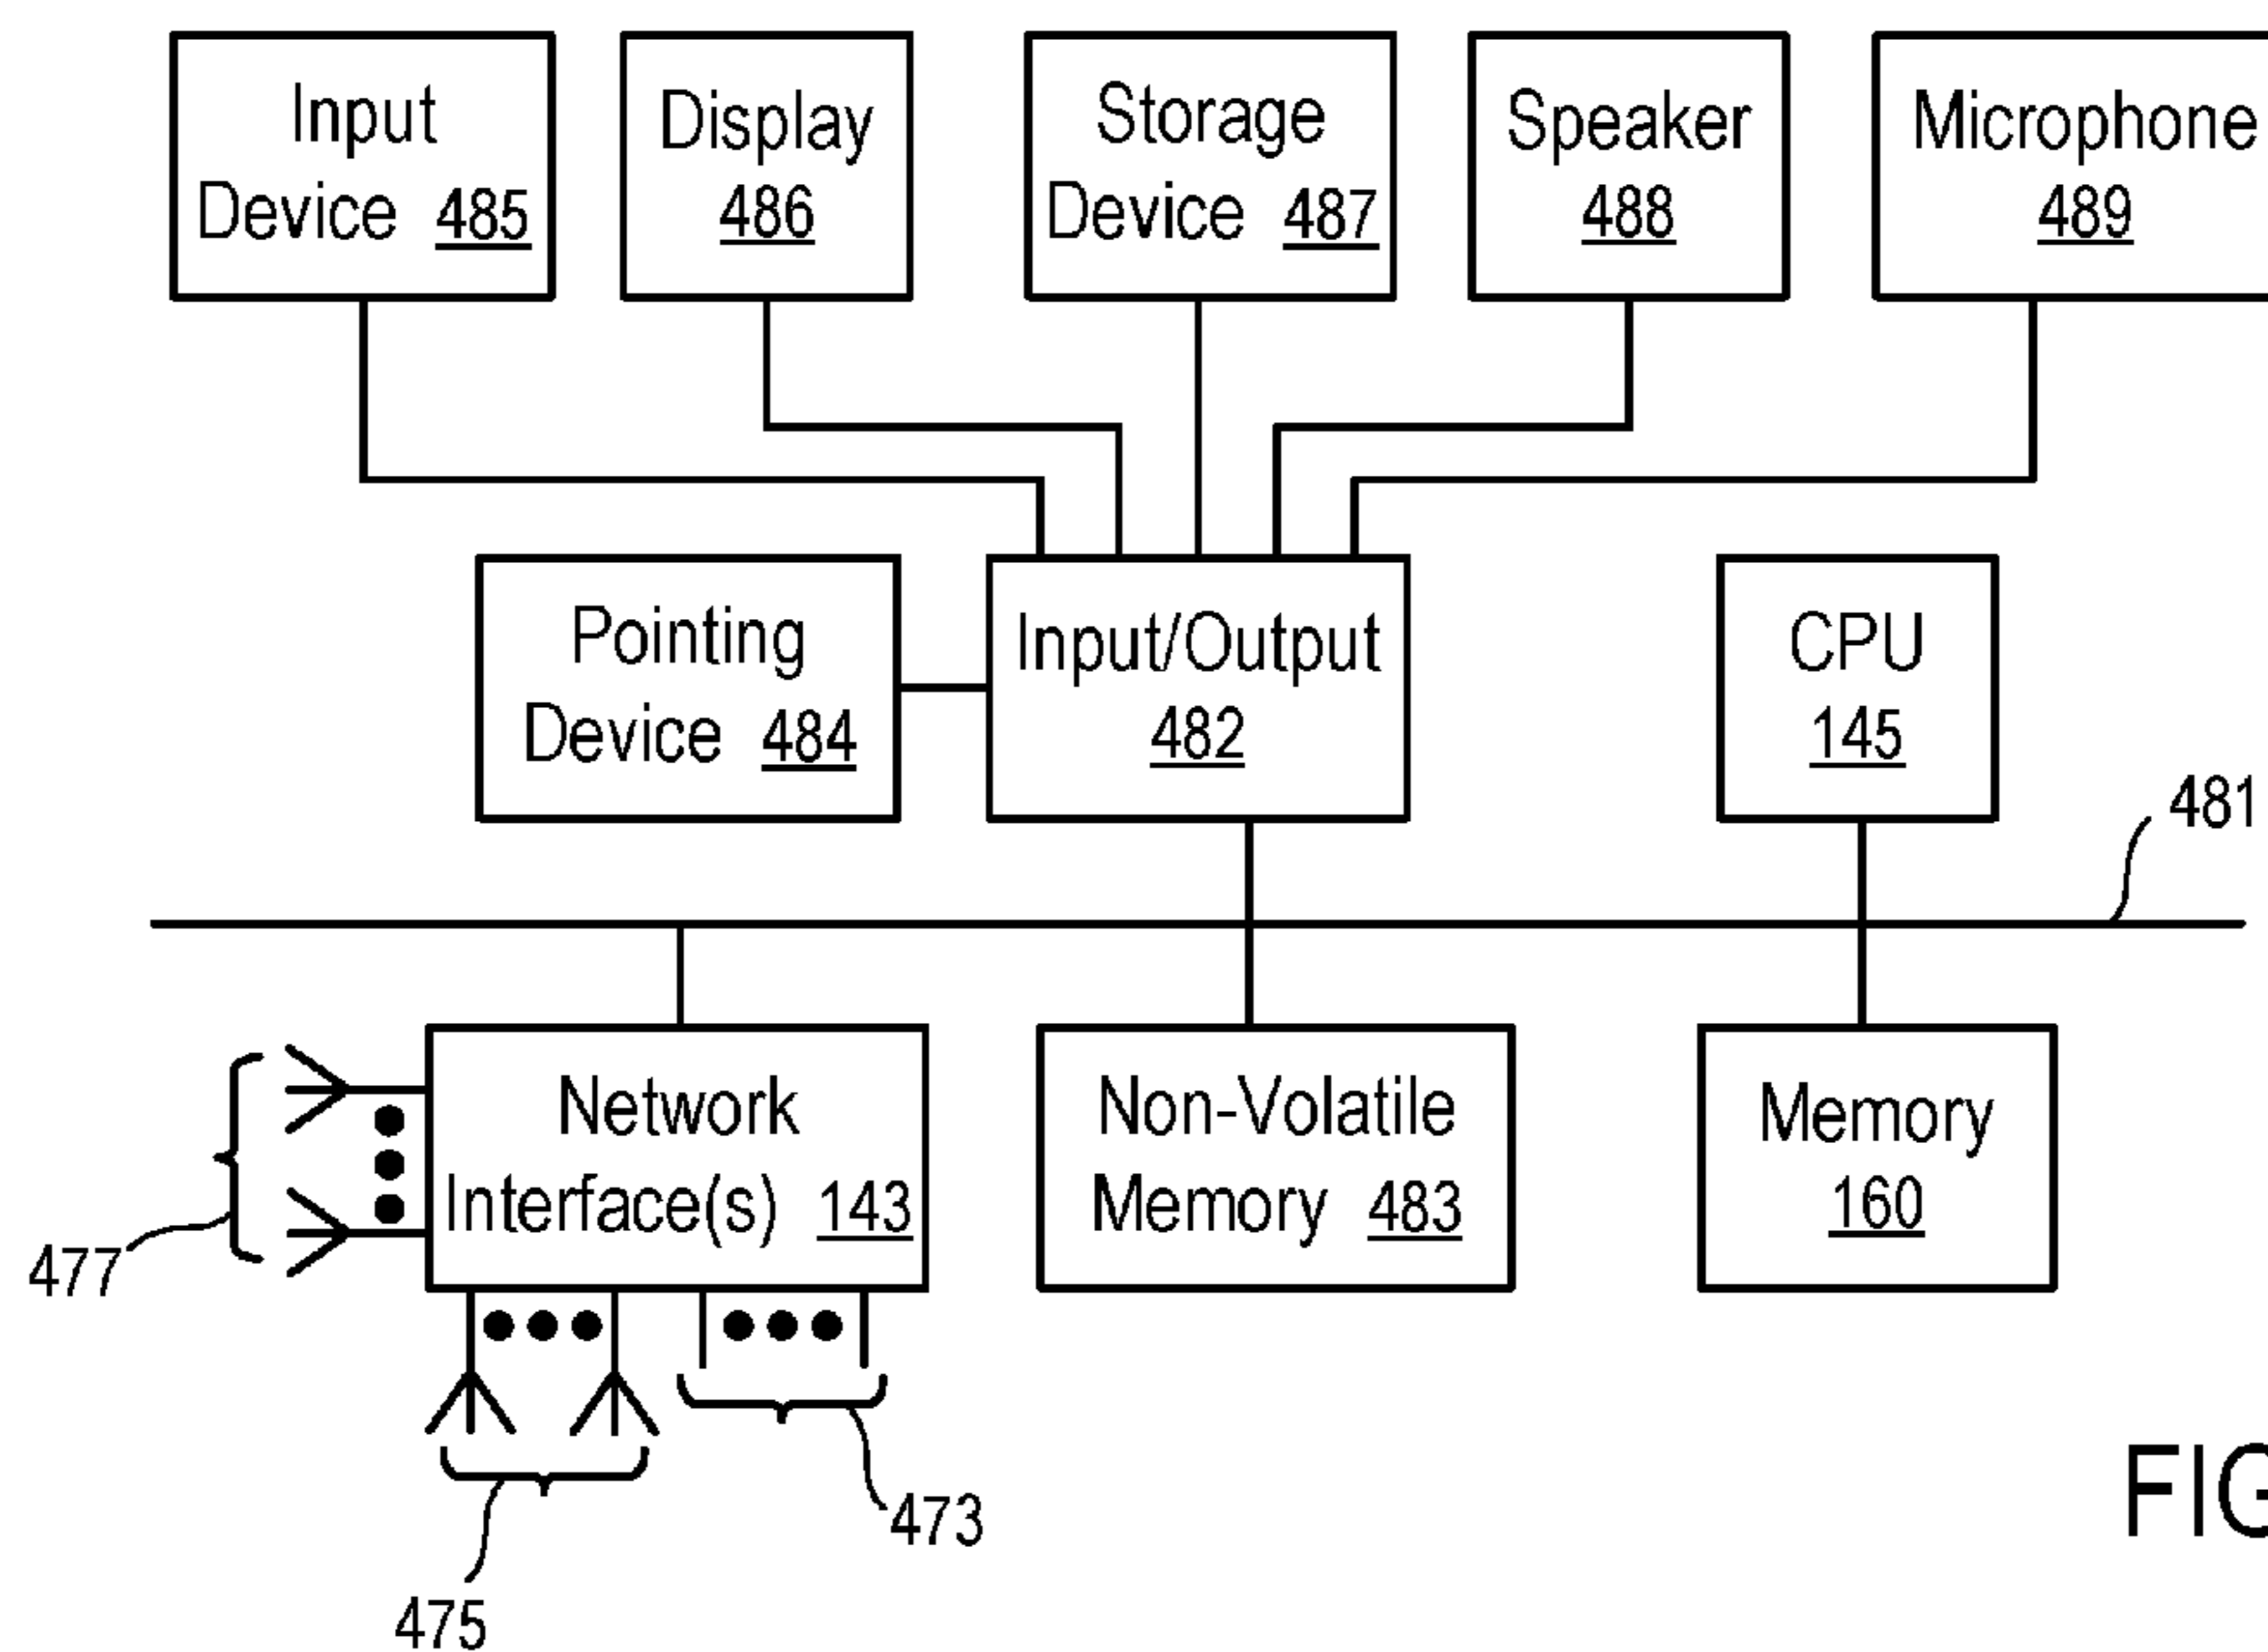 Input
Device 485
Display
486
Storage
Device 487
Speaker
488
Microphone
489
Pointing
Device 484
Input/Output
482
CPU
145
481
Network
Interface(s) 143
Non-Volatile
Memory 483
Memory
160
477
473
475
FIG